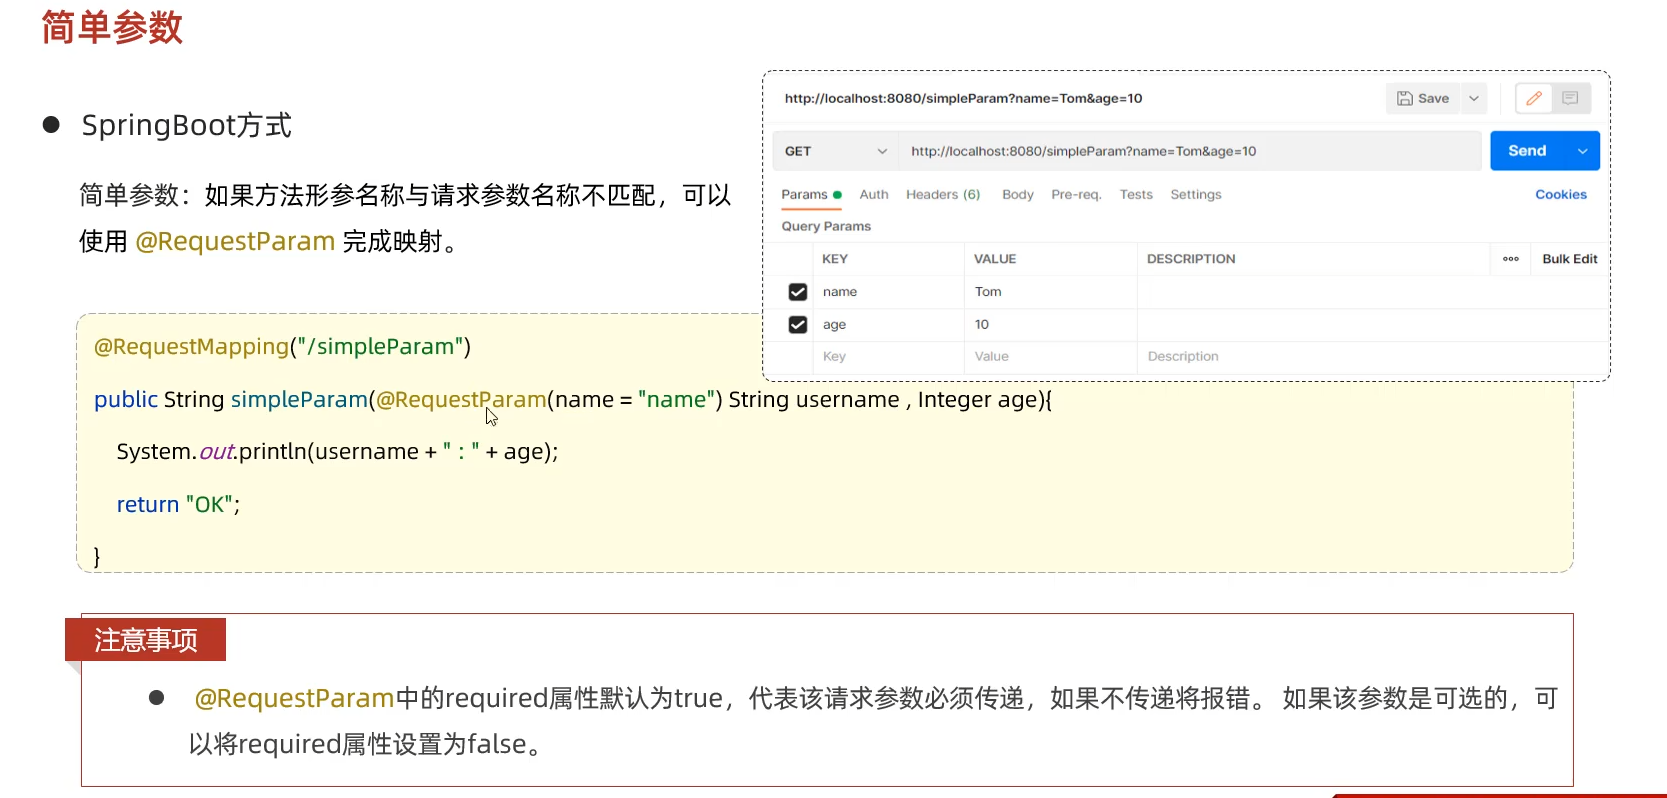 简单参数
SpringBoot方式
简单参数：如果方法形参名称与请求参数名称不匹配，可以
使用 @RequestParam 完成映射。
http://localhost:8080/simpleParam?name=Tom&age=10
Save
GET
http://localhost:8080/simpleParam?name=Tom&age=10
Send
Params Auth Headers (6) Body Pre-req. Tests Settings Cookies
Query Params
KEY VALUE DESCRIPTION ooo Bulk Edit
name Tom
age 10
Key Value Description
@RequestMapping("/simpleParam")
public String simpleParam(@RequestParam(name = "name") String username , Integer age){
System.out.println(username + " : " + age);
return "OK";
}
注意事项
@RequestParam中的required属性默认为true，代表该请求参数必须传递，如果不传递将报错。 如果该参数是可选的，可
以将required属性设置为false。